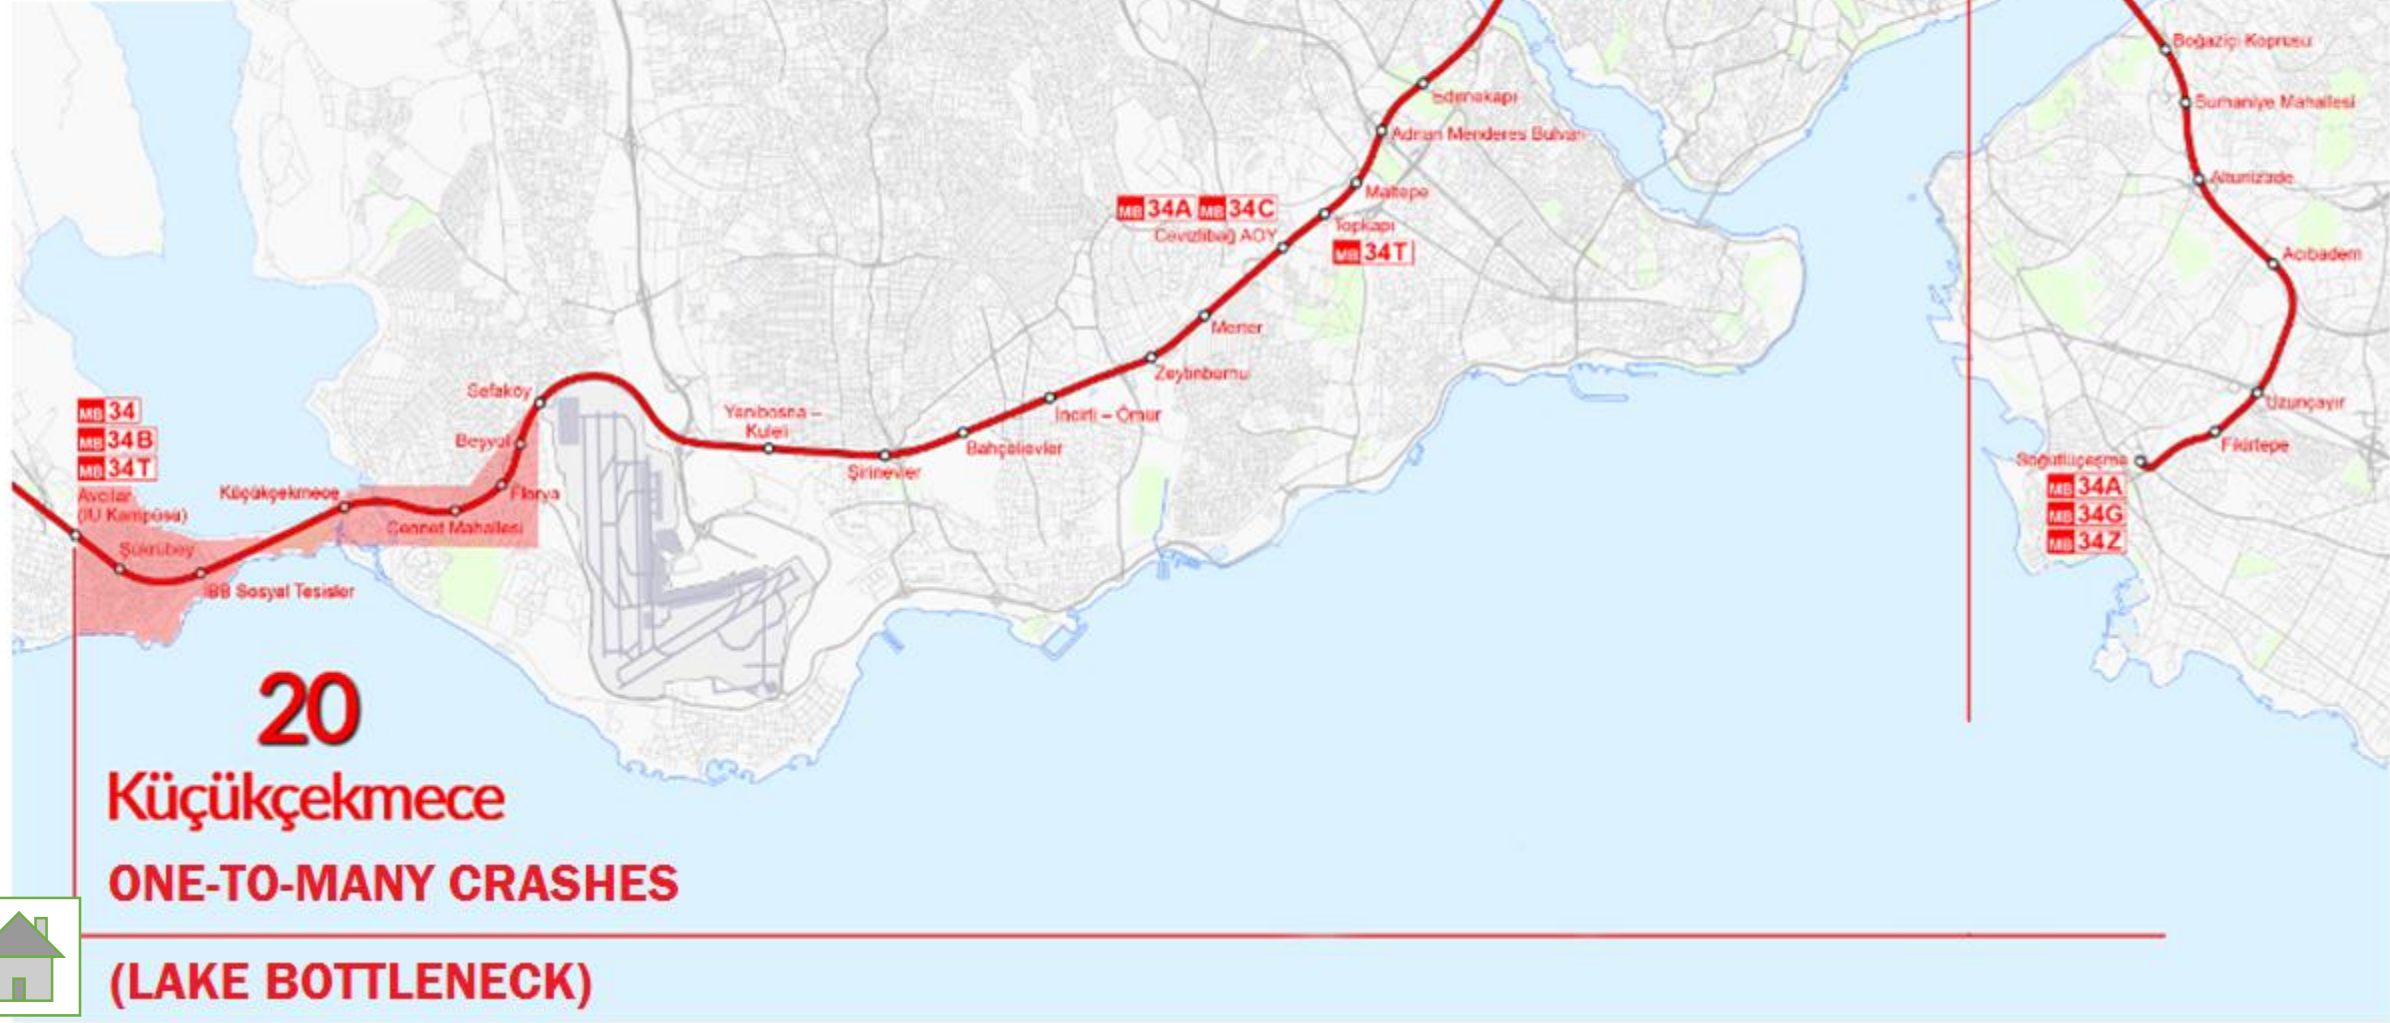 Boğaziçi Koprusu
Burhaniye Mahallesi
Altunizade
Acıbadem
Uzunçayır
Fikirtepe
Söğütlüçeşme
MB 34A
MB 34G
MB 34Z
Edirnekapı
Adnan Menderes Bulvarı
Maltepe
Topkapı
MB 34T
MB 34A MB 34C
Cevizlibağ AÖY
Merter
Zeytinburnu
İncirli – Ömür
Bahçelievler
Şirinevler
Yenibosna –
Kuleli
Sefaköy
Beşyol
Florya
Cennet Mahallesi
Küçükçekmece
İBB Sosyal Tesisler
Şükrübey
MB 34
MB 34B
MB 34T
Avcılar
(İÜ Kampüsü)
20
Küçükçekmece
ONE-TO-MANY CRASHES
(LAKE BOTTLENECK)